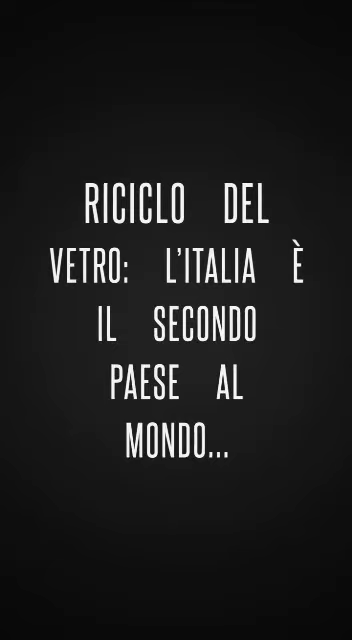 RICICLO DEL
VETRO: L'ITALIA È
IL SECONDO
PAESE AL
MONDO...